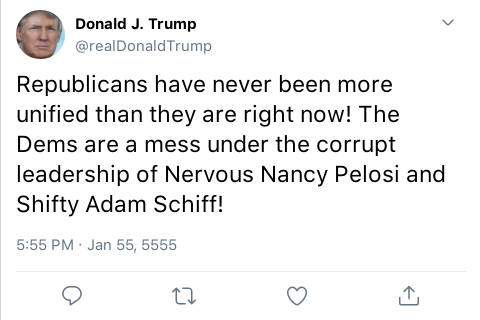 Donald J. Trump
@realDonaldTrump
Republicans have never been more
unified than they are right now! The
Dems are a mess under the corrupt
leadership of Nervous Nancy Pelosi and
Shifty Adam Schiff!
5:55 PM · Jan 55, 5555